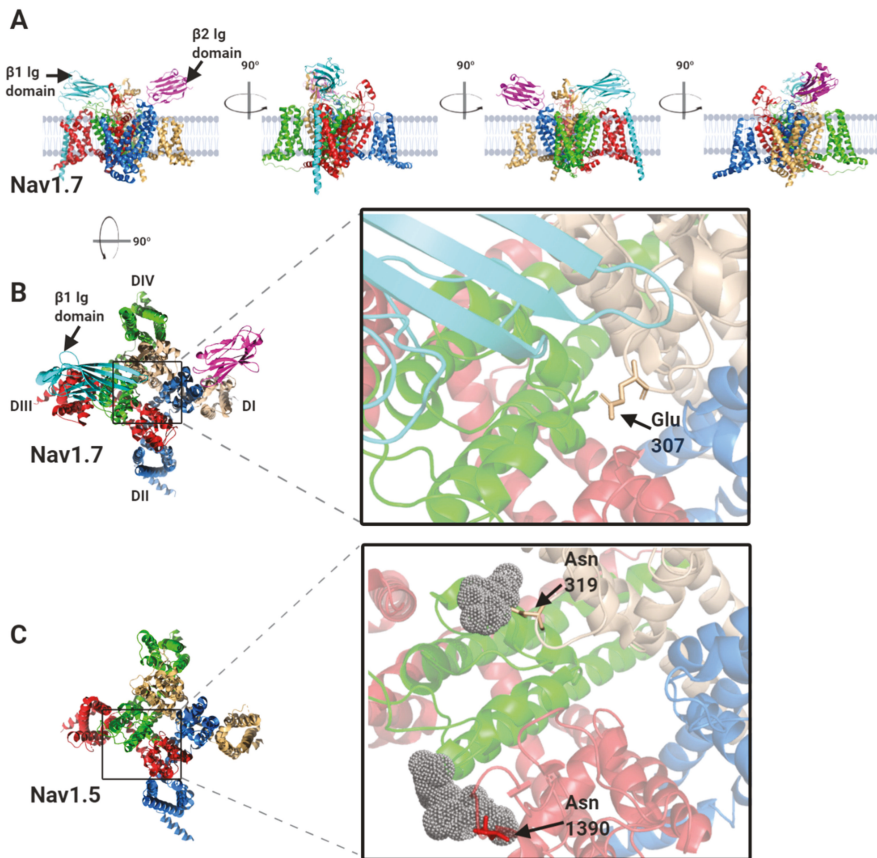 A
β1 Ig
domain
β2 Ig
domain
90°
90°
90°
Nav1.7
90°
B
β1 Ig
domain
DIV
DIII
DI
Nav1.7
DII
Glu
307
C
Nav1.5
Asn
319
Asn
1390